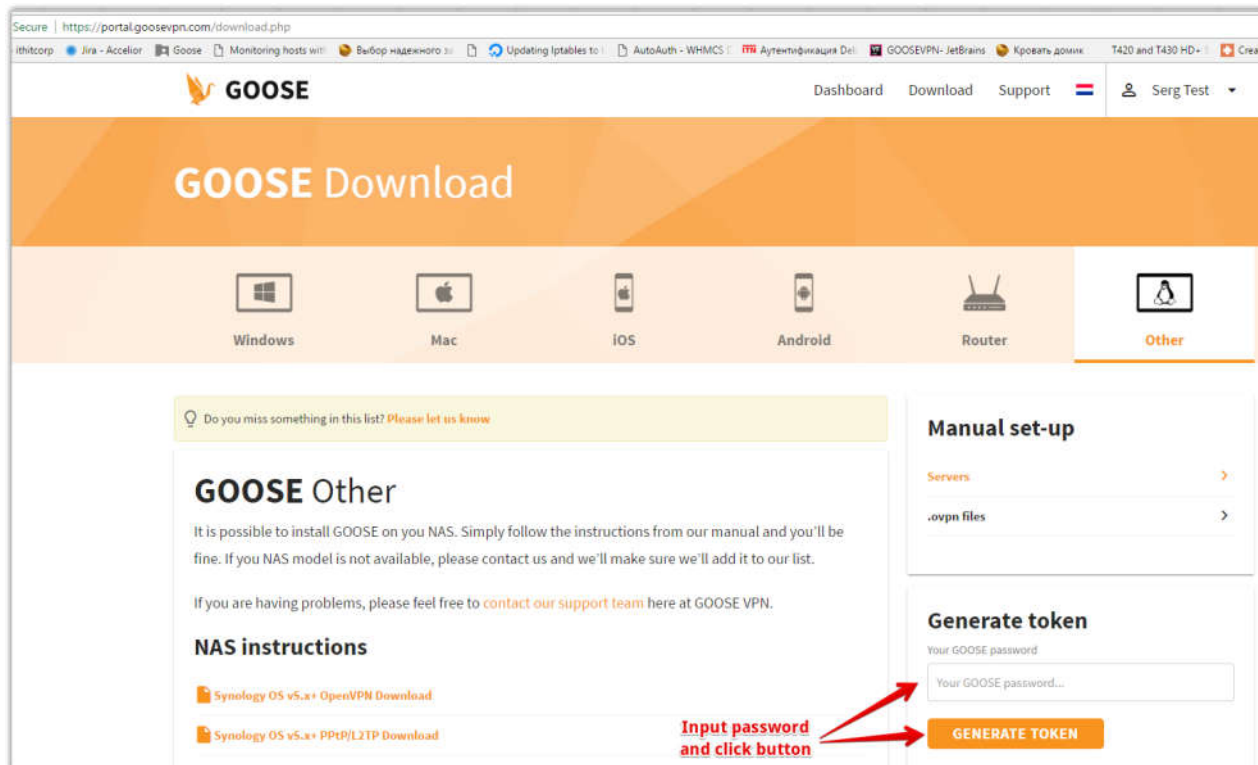 Secure | https://portal.goosevpn.com/download.php
ithitcorp Jira - Accelior Goose Monitoring hosts wit Выбор надежного Updating Iptables to AutoAuth - WHMCS Аутентификация Del GOOSEVPN- JetBrains Кровать домик T420 and T430 HD+ Crea
GOOSE
Dashboard Download Support Serg Test
GOOSE Download
Windows Mac iOS Android Router Other
Do you miss something in this list? Please let us know
Manual set-up
Servers
.ovpn files
GOOSE Other
It is possible to install GOOSE on you NAS. Simply follow the instructions from our manual and you'll be
fine. If you NAS model is not available, please contact us and we'll make sure we'll add it to our list.
If you are having problems, please feel free to contact our support team here at GOOSE VPN.
NAS instructions
Synology OS v5.x+ OpenVPN Download
Synology OS v5.x+ PPtP/L2TP Download
Generate token
Your GOOSE password
Your GOOSE password...
GENERATE TOKEN
Input password
and click button